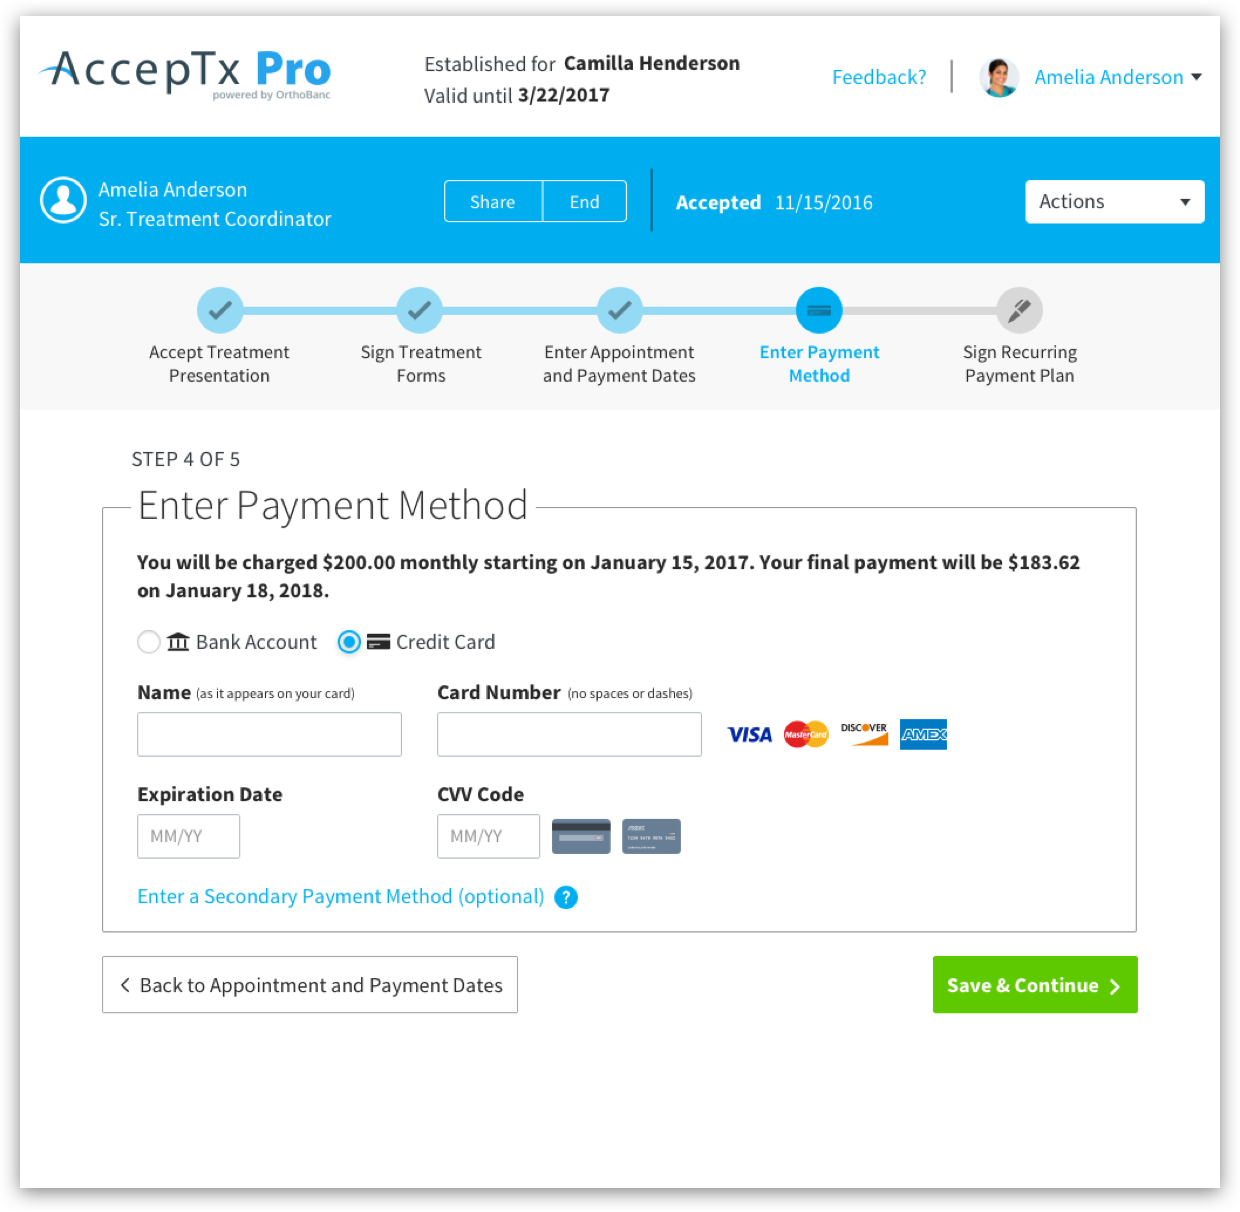 AccepTx Pro
powered by OrthoBanc
Established for Camilla Henderson
Valid until 3/22/2017
Feedback?
Amelia Anderson
Amelia Anderson
Sr. Treatment Coordinator
Share
End
Accepted 11/15/2016
Actions
Accept Treatment
Presentation
Sign Treatment
Forms
Enter Appointment
and Payment Dates
Enter Payment
Method
Sign Recurring
Payment Plan
STEP 4 OF 5
Enter Payment Method
You will be charged $200.00 monthly starting on January 15, 2017. Your final payment will be $183.62
on January 18, 2018.
Bank Account
Credit Card
Name (as it appears on your card)
Card Number (no spaces or dashes)
VISA
MasterCard
DISCOVER
AMEX
Expiration Date
CVV Code
MM/YY
MM/YY
Enter a Secondary Payment Method (optional) ?
Back to Appointment and Payment Dates
Save & Continue